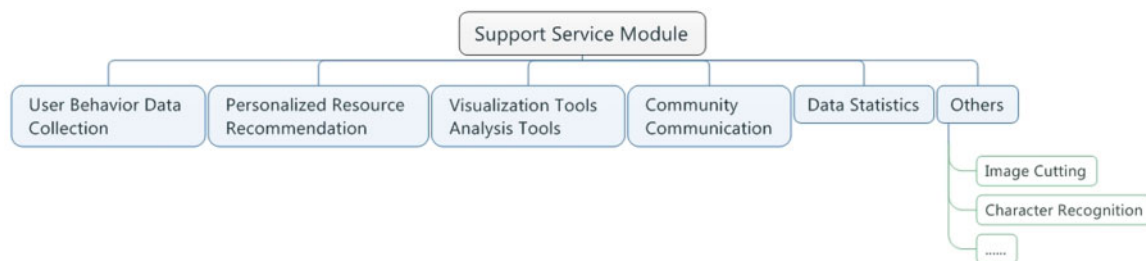 Support Service Module
User Behavior Data
Collection
Personalized Resource
Recommendation
Visualization Tools
Analysis Tools
Community
Communication
Data Statistics
Others
Image Cutting
Character Recognition
......